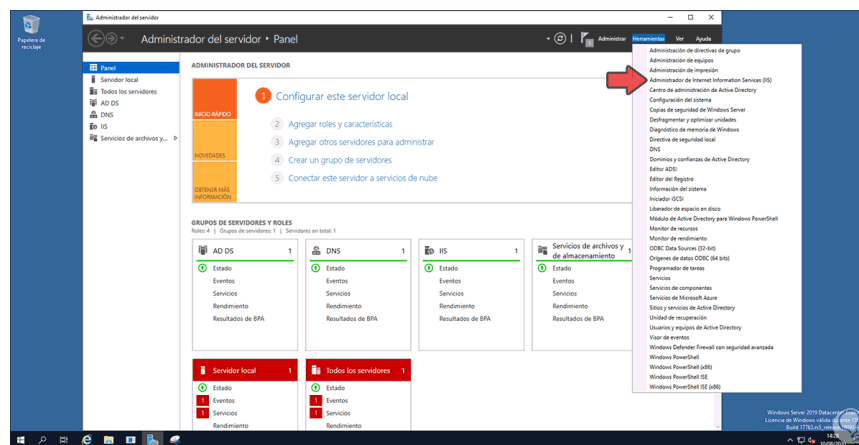 Papelera de
reciclaje
Administrador del servidor
Administrador del servidor • Panel
Administrar
Herramientas
Ver
Ayuda
Panel
Servidor local
Todos los servidores
AD DS
DNS
IIS
Servicios de archivos y...
ADMINISTRADOR DEL SERVIDOR
INICIO RÁPIDO
NOVEDADES
OBTENER MÁS
INFORMACIÓN
1 Configurar este servidor local
2 Agregar roles y características
3 Agregar otros servidores para administrar
4 Crear un grupo de servidores
5 Conectar este servidor a servicios de nube
GRUPOS DE SERVIDORES Y ROLES
Roles: 4 | Grupos de servidores: 1 | Servidores en total: 1
AD DS 1
Estado
Eventos
Servicios
Rendimiento
Resultados de BPA
DNS 1
Estado
Eventos
Servicios
Rendimiento
Resultados de BPA
IIS 1
Estado
Eventos
Servicios
Rendimiento
Resultados de BPA
Servicios de archivos y
de almacenamiento
1
Estado
Eventos
Servicios
Rendimiento
Resultados de BPA
Servidor local 1
Estado
1 Eventos
1 Servicios
Rendimiento
Todos los servidores 1
Estado
1 Eventos
1 Servicios
Rendimiento
Administración de directivas de grupo
Administración de equipos
Administración de impresión
Administrador de Internet Information Services (IIS)
Centro de administración de Active Directory
Configuración del sistema
Copias de seguridad de Windows Server
Desfragmentar y optimizar unidades
Diagnóstico de memoria de Windows
Directiva de seguridad local
DNS
Dominios y confianzas de Active Directory
Editor ADSI
Editor del Registro
Información del sistema
Iniciador iSCSI
Liberador de espacio en disco
Módulo de Active Directory para Windows PowerShell
Monitor de recursos
Monitor de rendimiento
ODBC Data Sources (32-bit)
Orígenes de datos ODBC (64 bits)
Programador de tareas
Servicios
Servicios de componentes
Servicios de Microsoft Azure
Sitios y servicios de Active Directory
Unidad de recuperación
Usuarios y equipos de Active Directory
Visor de eventos
Windows Defender Firewall con seguridad avanzada
Windows PowerShell
Windows PowerShell (x86)
Windows PowerShell ISE
Windows PowerShell ISE (x86)
Windows Server 2019 Datacenter
Licencia de Windows válida
Build 17763.rs5_release
14:26